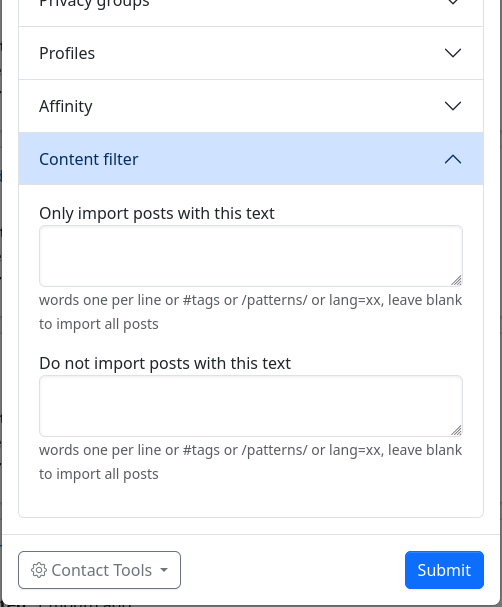 Privacy groups
Profiles
Affinity
Content filter
Only import posts with this text
words one per line or #tags or /patterns/ or lang=xx, leave blank
to import all posts
Do not import posts with this text
words one per line or #tags or /patterns/ or lang=xx, leave blank
to import all posts
Contact Tools
Submit